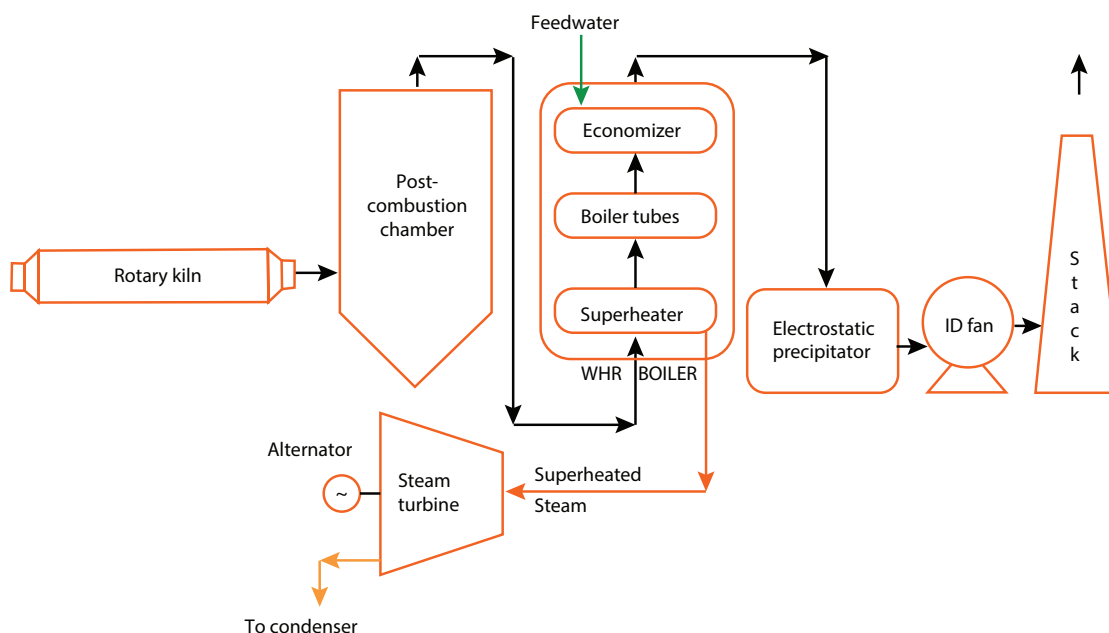 Feedwater
Economizer
Post-
combustion
chamber
Boiler tubes
Rotary kiln
Superheater
Electrostatic
precipitator
ID fan
S
t
a
c
k
WHR BOILER
Alternator
~
Steam
turbine
Superheated
Steam
To condenser